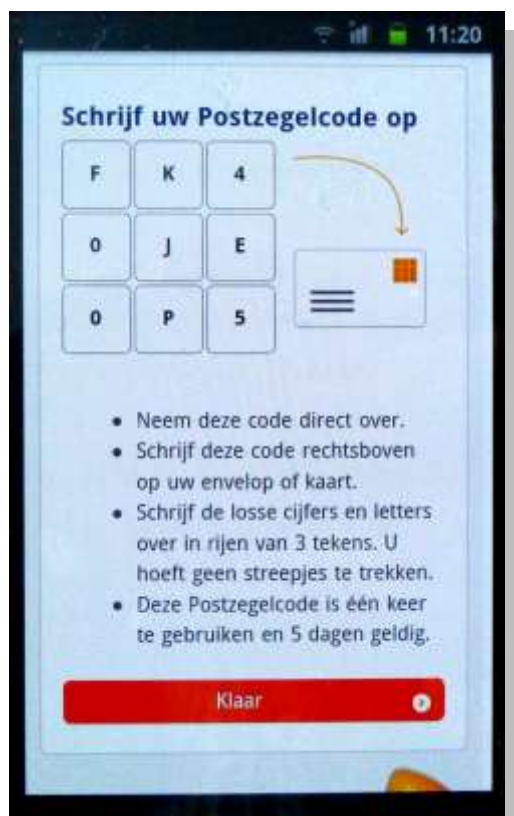 11:20
Schrijf uw Postzegelcode op
F K 4
0 J E
0 P 5
Neem deze code direct over.
Schrijf deze code rechtsboven
op uw envelop of kaart.
Schrijf de losse cijfers en letters
over in rijen van 3 tekens. U
hoeft geen streepjes te trekken.
Deze Postzegelcode is één keer
te gebruiken en 5 dagen geldig.
Klaar